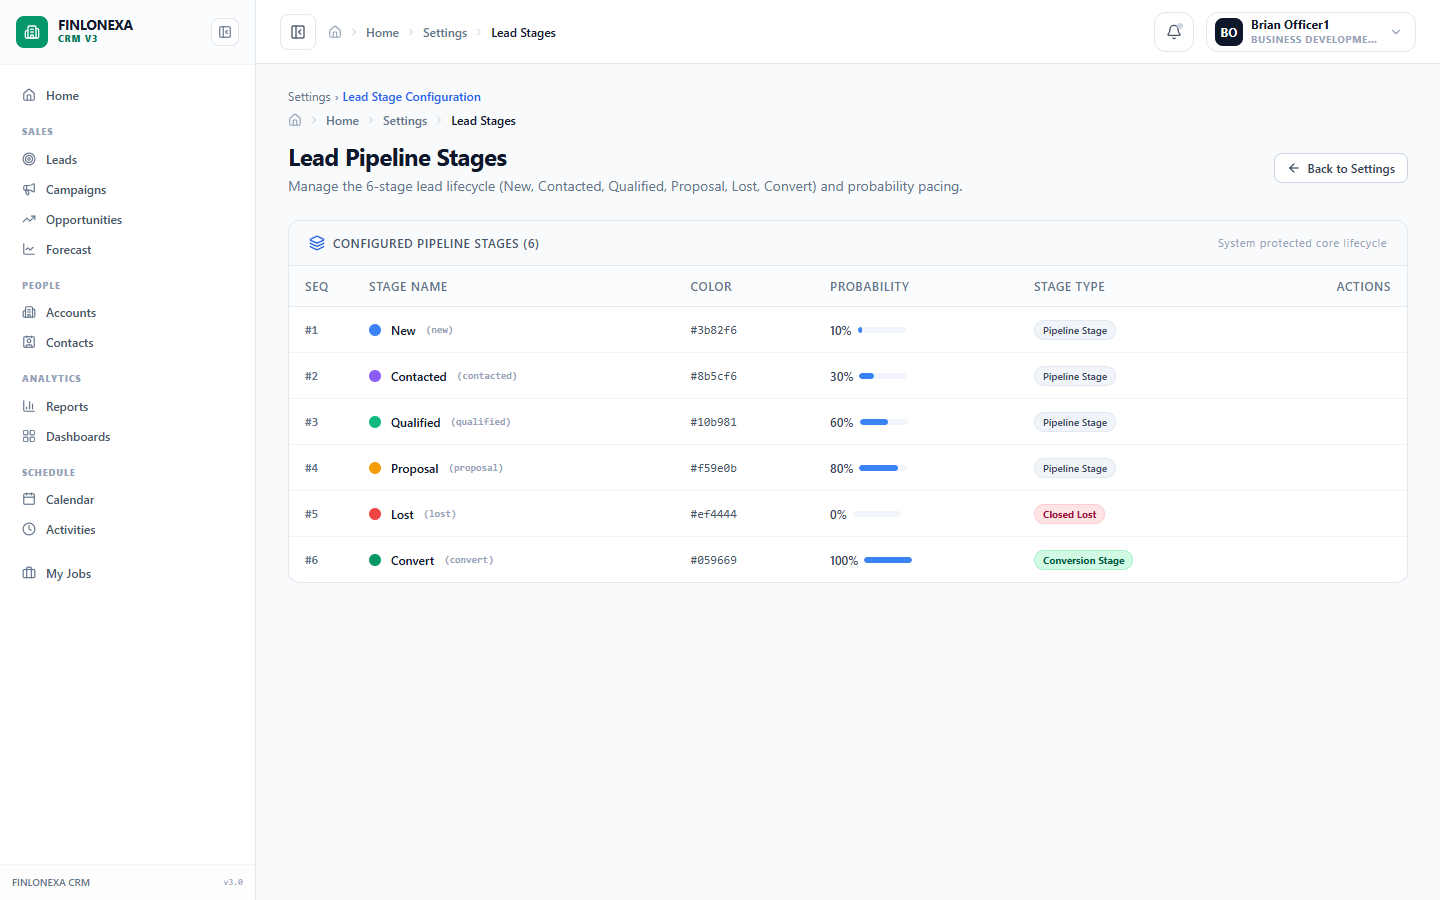 FINLONEXA
CRM V3
Home
SALES
Leads
Campaigns
Opportunities
Forecast
PEOPLE
Accounts
Contacts
ANALYTICS
Reports
Dashboards
SCHEDULE
Calendar
Activities
My Jobs
FINLONEXA CRM v3.0
Home Settings Lead Stages
BO Brian Officer1
BUSINESS DEVELOPME...
Settings › Lead Stage Configuration
Home Settings Lead Stages
Lead Pipeline Stages
Manage the 6-stage lead lifecycle (New, Contacted, Qualified, Proposal, Lost, Convert) and probability pacing.
Back to Settings
CONFIGURED PIPELINE STAGES (6) System protected core lifecycle
SEQ STAGE NAME COLOR PROBABILITY STAGE TYPE ACTIONS
#1 New (new) #3b82f6 10% Pipeline Stage
#2 Contacted (contacted) #8b5cf6 30% Pipeline Stage
#3 Qualified (qualified) #10b981 60% Pipeline Stage
#4 Proposal (proposal) #f59e0b 80% Pipeline Stage
#5 Lost (lost) #ef4444 0% Closed Lost
#6 Convert (convert) #059669 100% Conversion Stage